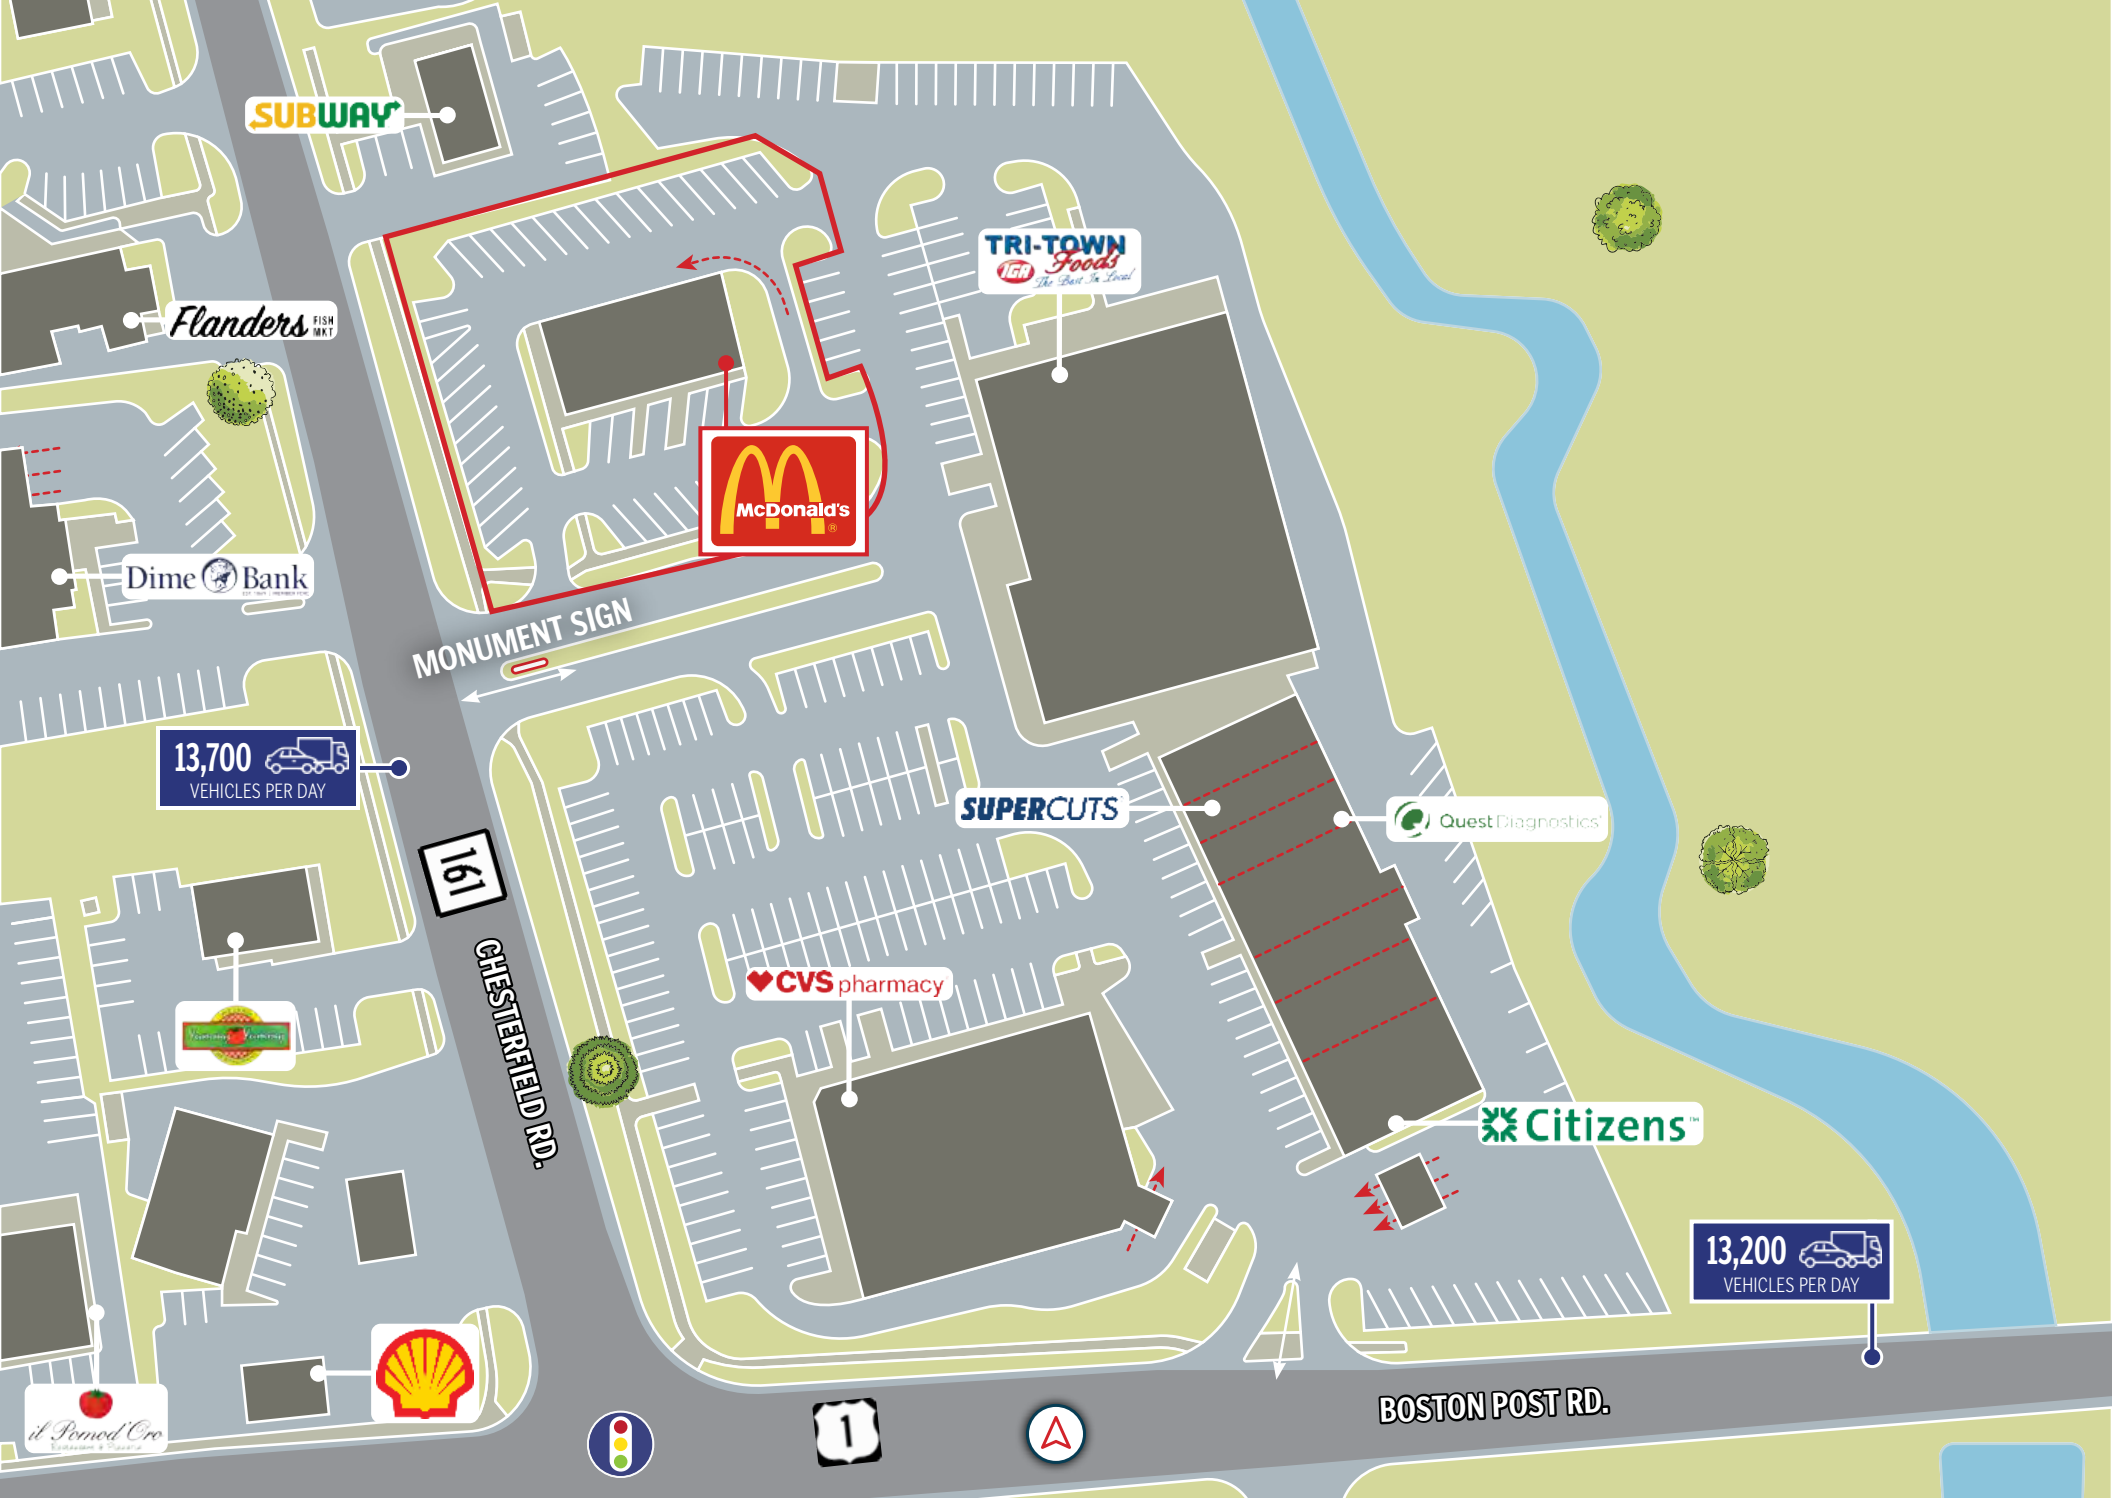 SUBWAY
TRI-TOWN
IGA Foods
The Best In Local
Flanders FISH
MKT
McDonald's
®
Dime Bank
MONUMENT SIGN
13,700
VEHICLES PER DAY
SUPERCUTS
Quest Diagnostics
161
CHESTERFIELD RD.
CVS pharmacy
Citizens
13,200
VEHICLES PER DAY
il Pomod'Oro
1
BOSTON POST RD.